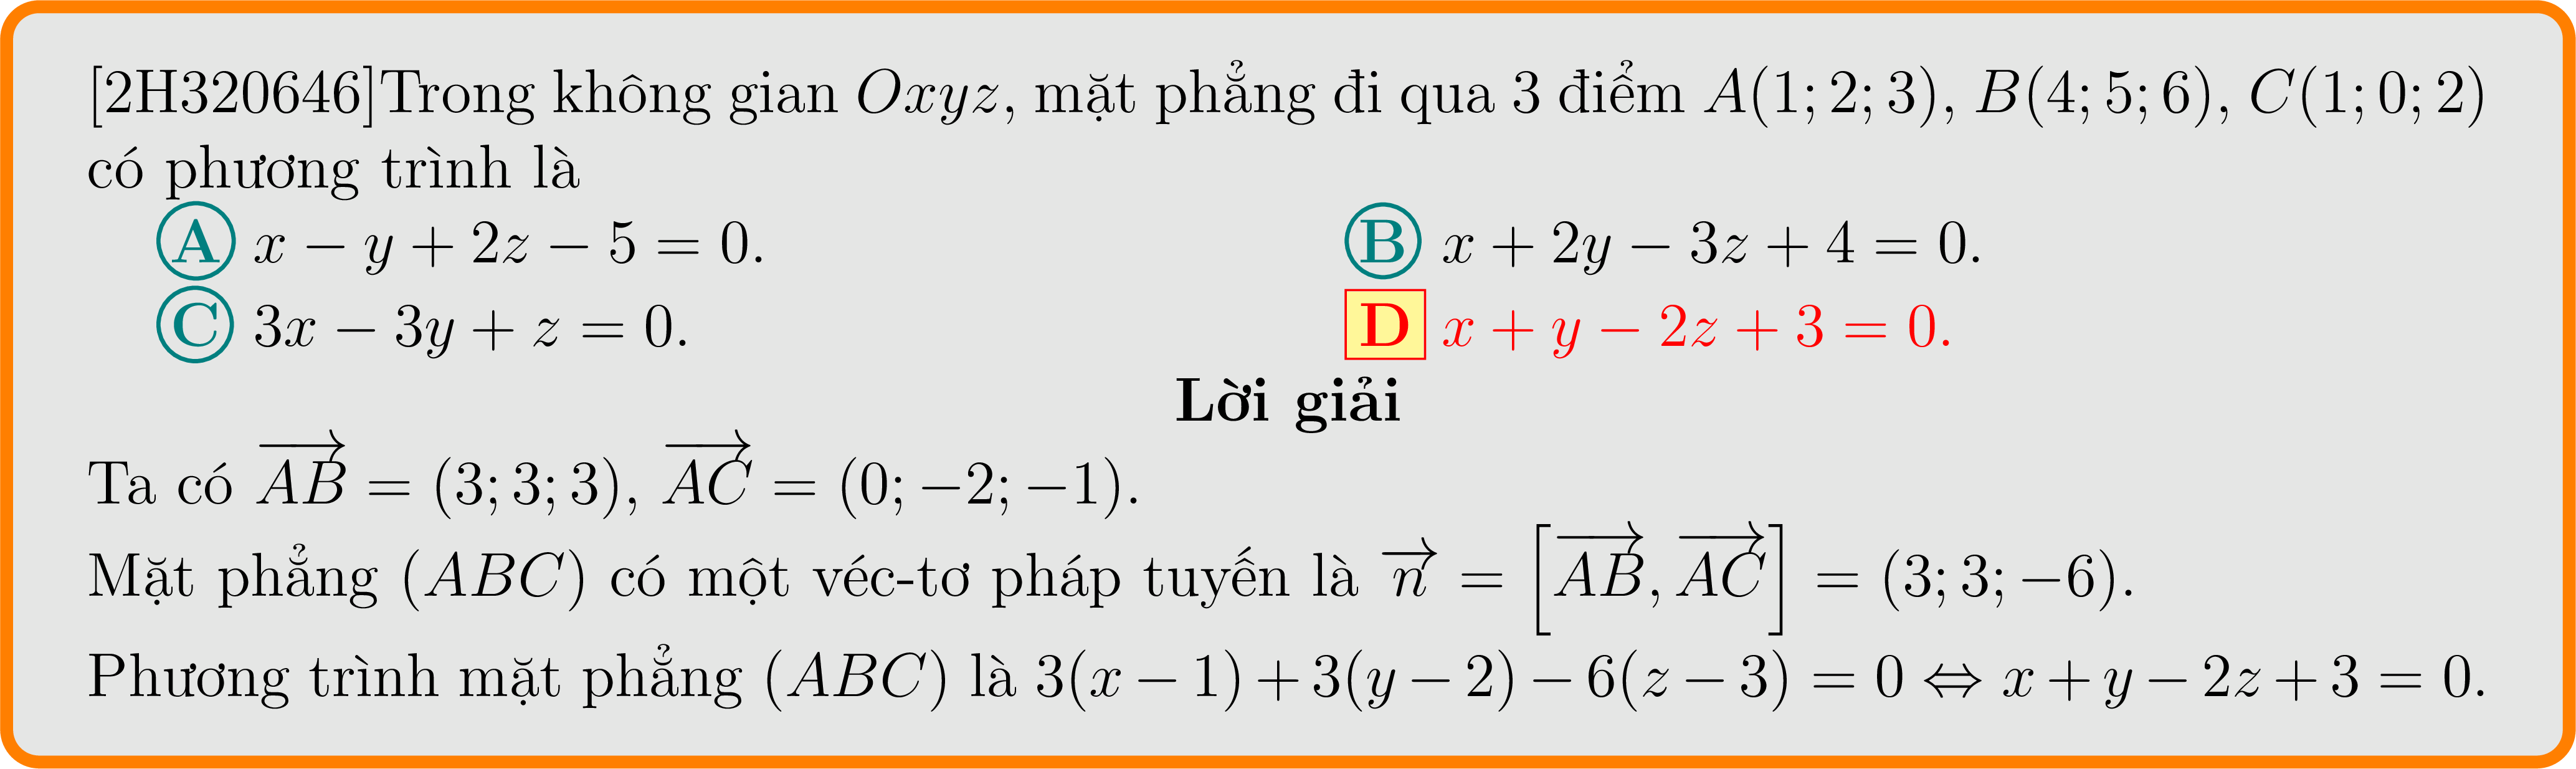 [2H320646]Trong không gian Oxyz, mặt phẳng đi qua 3 điểm A(1; 2; 3), B(4; 5; 6), C(1; 0; 2)
có phương trình là
A x − y + 2z − 5 = 0. B x + 2y − 3z + 4 = 0.
C 3x − 3y + z = 0. D x + y − 2z + 3 = 0.
Lời giải
Ta có $\overrightarrow{AB}$ = (3; 3; 3), $\overrightarrow{AC}$ = (0; −2; −1).
Mặt phẳng (ABC) có một véc-tơ pháp tuyến là $\overrightarrow{n}$ = [$\overrightarrow{AB}$, $\overrightarrow{AC}$] = (3; 3; −6).
Phương trình mặt phẳng (ABC) là 3(x − 1) + 3(y − 2) − 6(z − 3) = 0 ⇔ x + y − 2z + 3 = 0.